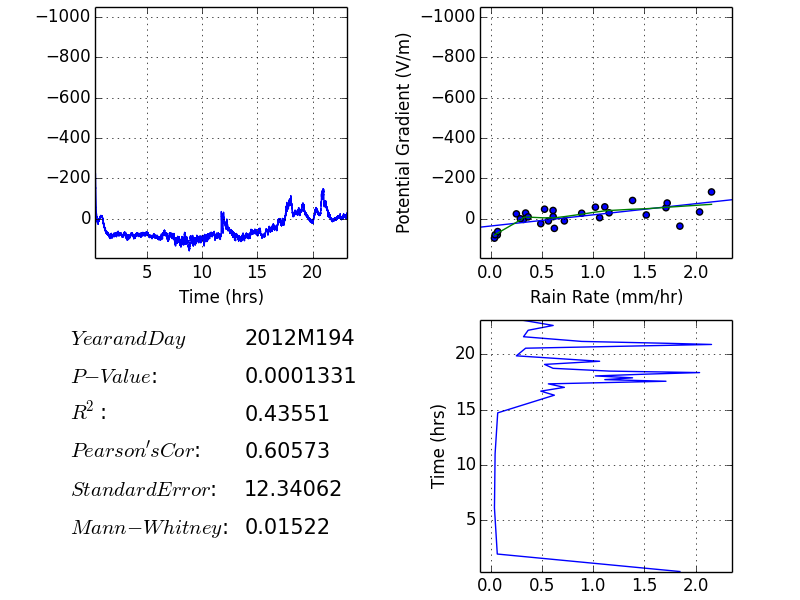 −1000
−800
−600
−400
−200
0
5 10 15 20
Time (hrs)
Potential Gradient (V/m)
−1000
−800
−600
−400
−200
0
0.0 0.5 1.0 1.5 2.0
Rain Rate (mm/hr)
YearandDay 2012M194
P−Value: 0.0001331
R²: 0.43551
Pearson'sCor: 0.60573
StandardError: 12.34062
Mann−Whitney: 0.01522
Time (hrs)
20
15
10
5
0.0 0.5 1.0 1.5 2.0